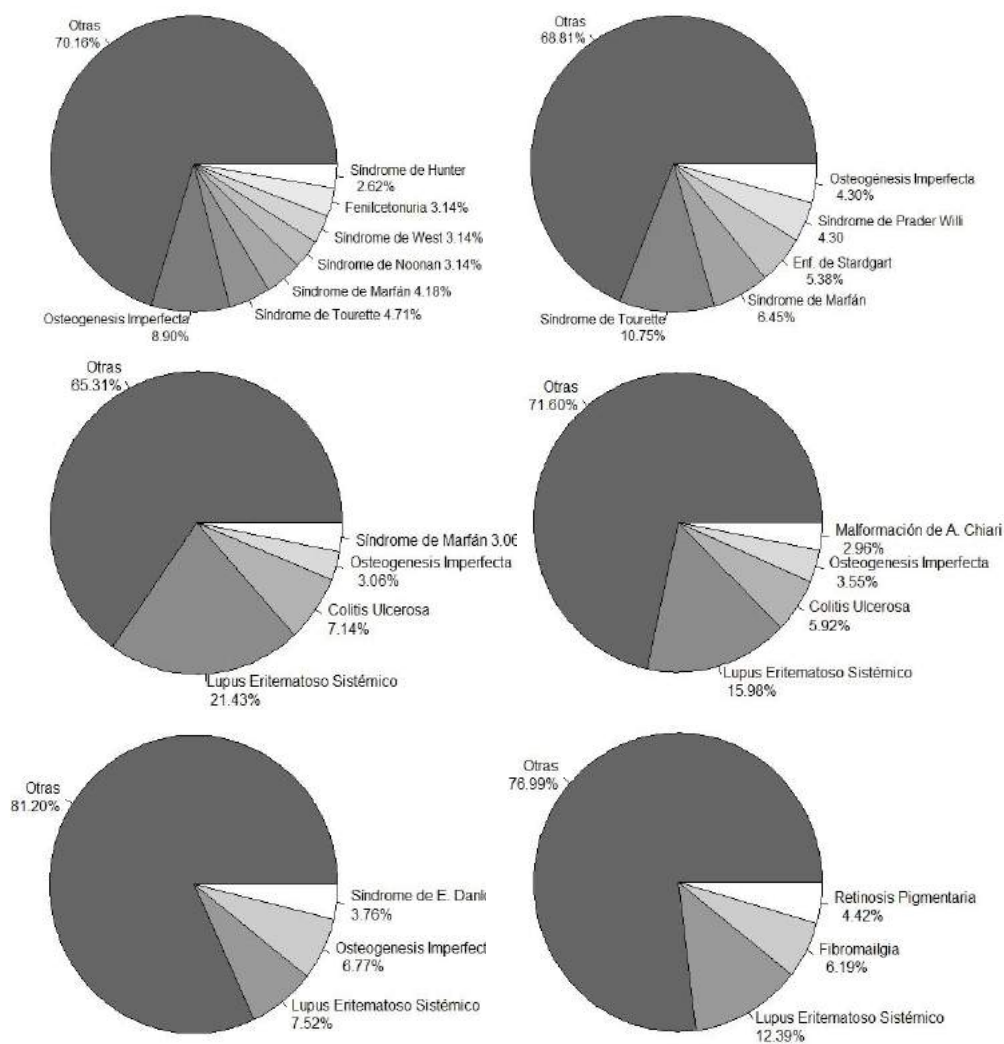 Otras
70.16%
Síndrome de Hunter
2.62%
Fenilcetonuria 3.14%
Síndrome de West 3.14%
Síndrome de Noonan 3.14%
Síndrome de Marfán 4.18%
Síndrome de Tourette 4.71%
Osteogenesis Imperfecta
8.90%
Otras
68.81%
Osteogénesis Imperfecta
4.30%
Síndrome de Prader Willi
4.30
Enf. de Stardgart
5.38%
Síndrome de Marfán
6.45%
Síndrome de Tourette
10.75%
Otras
65.31%
Síndrome de Marfán 3.06
Osteogenesis Imperfecta
3.06%
Colitis Ulcerosa
7.14%
Lupus Eritematoso Sistémico
21.43%
Otras
71.60%
Malformación de A. Chiari
2.96%
Osteogenesis Imperfecta
3.55%
Colitis Ulcerosa
5.92%
Lupus Eritematoso Sistémico
15.98%
Otras
81.20%
Síndrome de E. Danl
3.76%
Osteogenesis Imperfect
6.77%
Lupus Eritematoso Sistémico
7.52%
Otras
76.99%
Retinosis Pigmentaria
4.42%
Fibromailgia
6.19%
Lupus Eritematoso Sistémico
12.39%